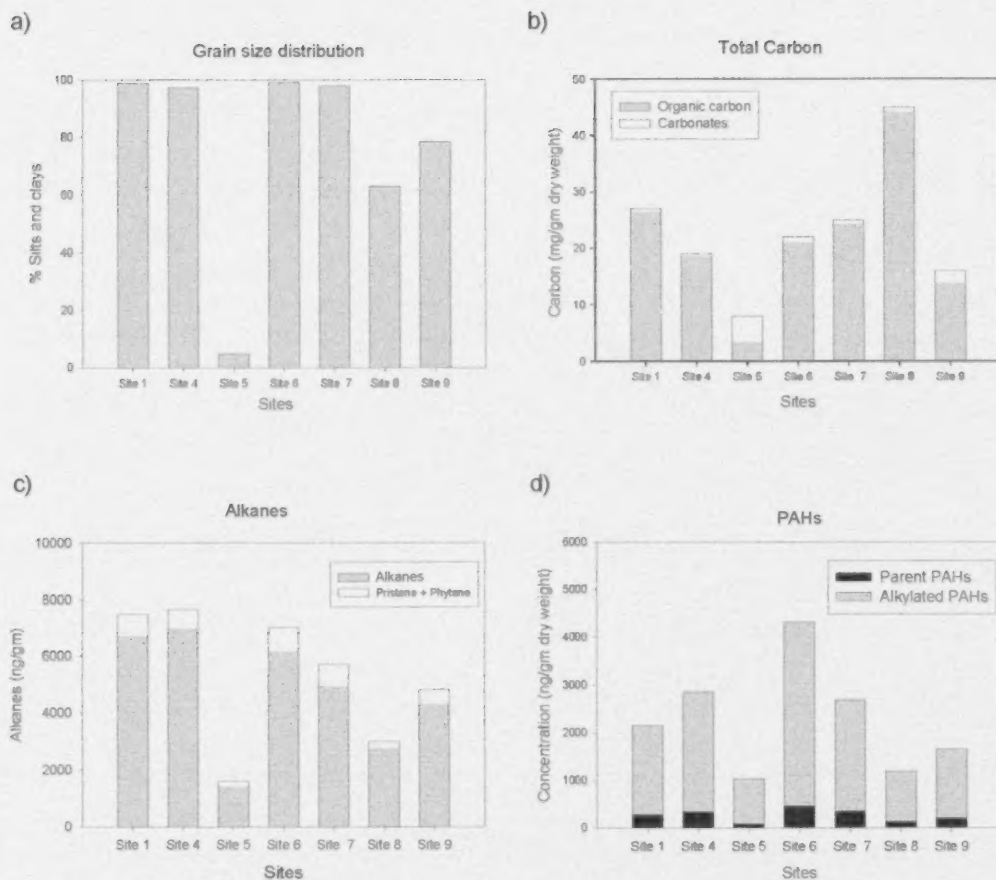 a)
Grain size distribution
% Silts and clays
100
80
60
40
20
0
Site 1 Site 4 Site 5 Site 6 Site 7 Site 8 Site 9
Sites
b)
Total Carbon
Carbon (mg/gm dry weight)
50
40
30
20
10
0
Organic carbon
Carbonates
Site 1 Site 4 Site 5 Site 6 Site 7 Site 8 Site 9
Sites
c)
Alkanes
Alkanes (ng/gm)
10000
8000
6000
4000
2000
0
Alkanes
Pristane + Phytane
Site 1 Site 4 Site 5 Site 6 Site 7 Site 8 Site 9
Sites
d)
PAHs
Concentration (ng/gm dry weight)
6000
5000
4000
3000
2000
1000
0
Parent PAHs
Alkylated PAHs
Site 1 Site 4 Site 5 Site 6 Site 7 Site 8 Site 9
Sites